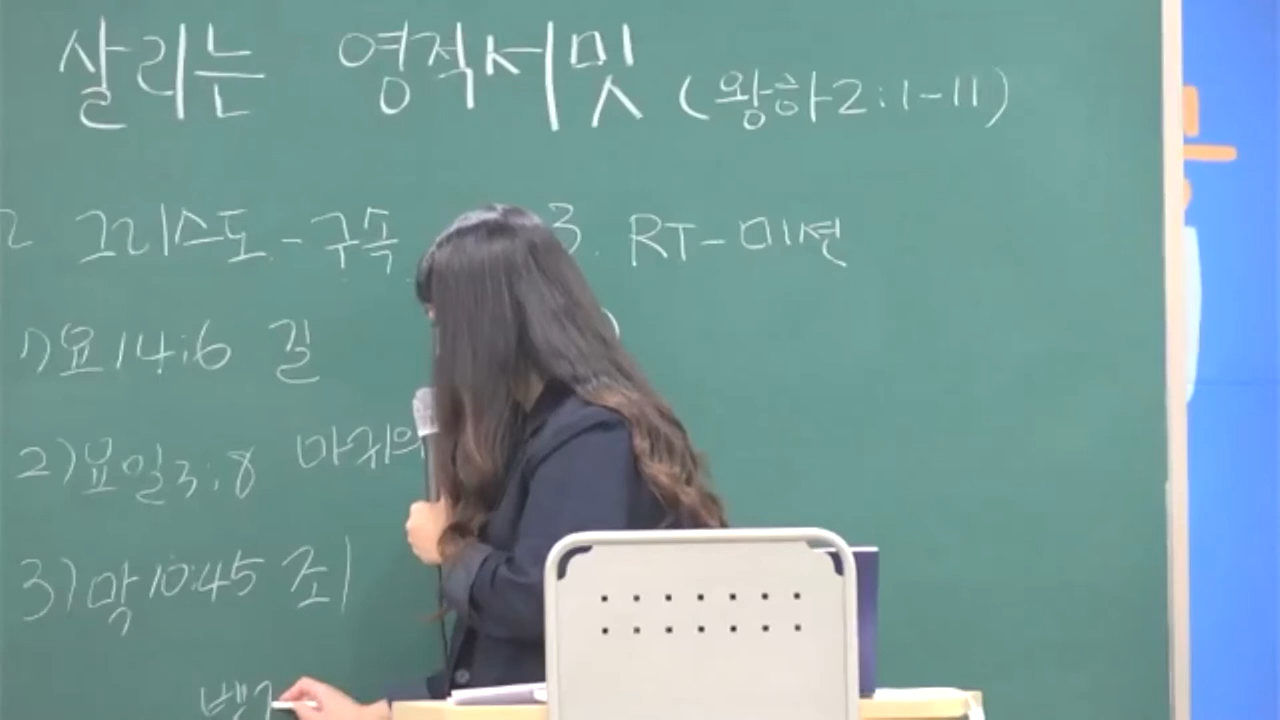 살리는 영적서밋 (왕하2:1-11)
2 그리스도-구속
3. RT-미션
1)요14:6 길
2)요일3:8 마귀의
3)막10:45 죄